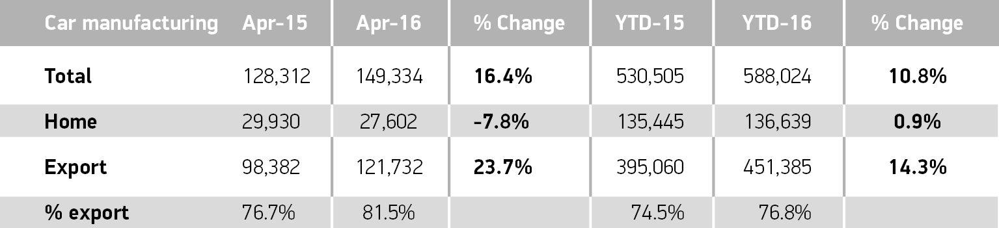 Car manufacturing Apr-15 Apr-16 % Change YTD-15 YTD-16 % Change
Total 128,312 149,334 16.4% 530,505 588,024 10.8%
Home 29,930 27,602 -7.8% 135,445 136,639 0.9%
Export 98,382 121,732 23.7% 395,060 451,385 14.3%
% export 76.7% 81.5% 74.5% 76.8%